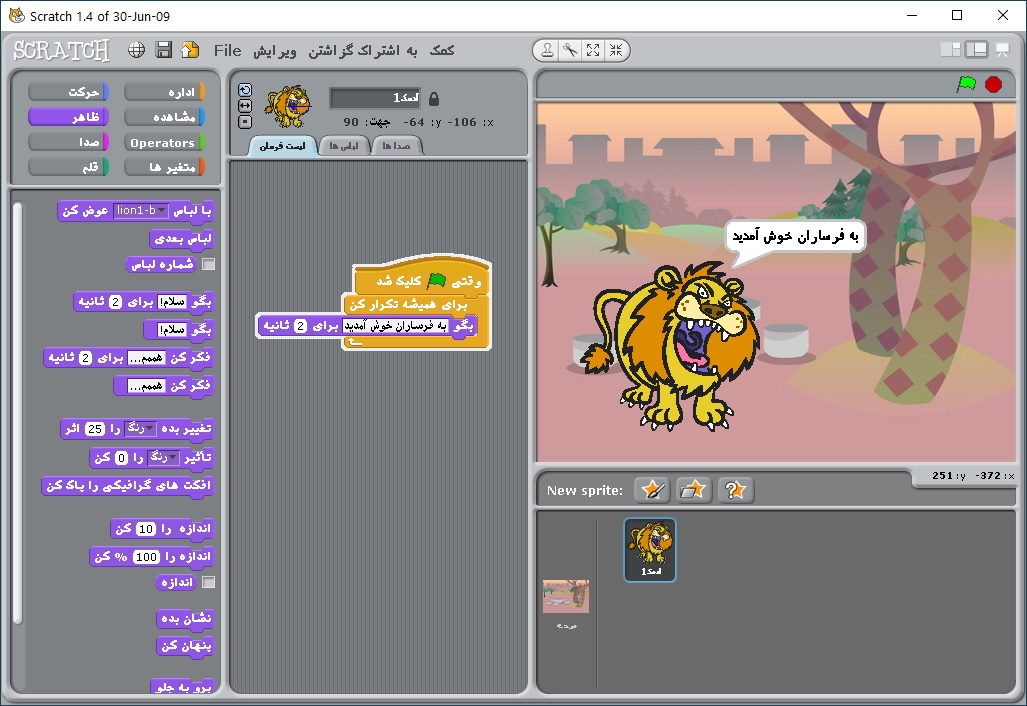 Scratch 1.4 of 30-Jun-09
SCRATCH
File ویرایش به اشتراک گزاشتن کمک
حرکت
اداره
ظاهر
مشاهده
صدا
Operators
قلم
متغیر ها
با لباس lion1-b عوض کن
لباس بعدی
شماره لباس
بگو سلام! برای 2 ثانیه
بگو سلام!
فکر کن هممم... برای 2 ثانیه
فکر کن هممم...
تغییر بده رنگ را 25 اثر
تأثیر رنگ را 0 کن
افکت های گرافیکی را پاک کن
اندازه را 10 کن
اندازه را 100 % کن
اندازه
نشان بده
پنهان کن
برو به جلو
x: -106 y: -64 جهت: 90
لیست فرمان
لباس ها
صدا ها
وقتی کلیک شد
برای همیشه تکرار کن
بگو به فرساران خوش آمدید برای 2 ثانیه
به فرساران خوش آمدید
x: -372 y: 251
New sprite: